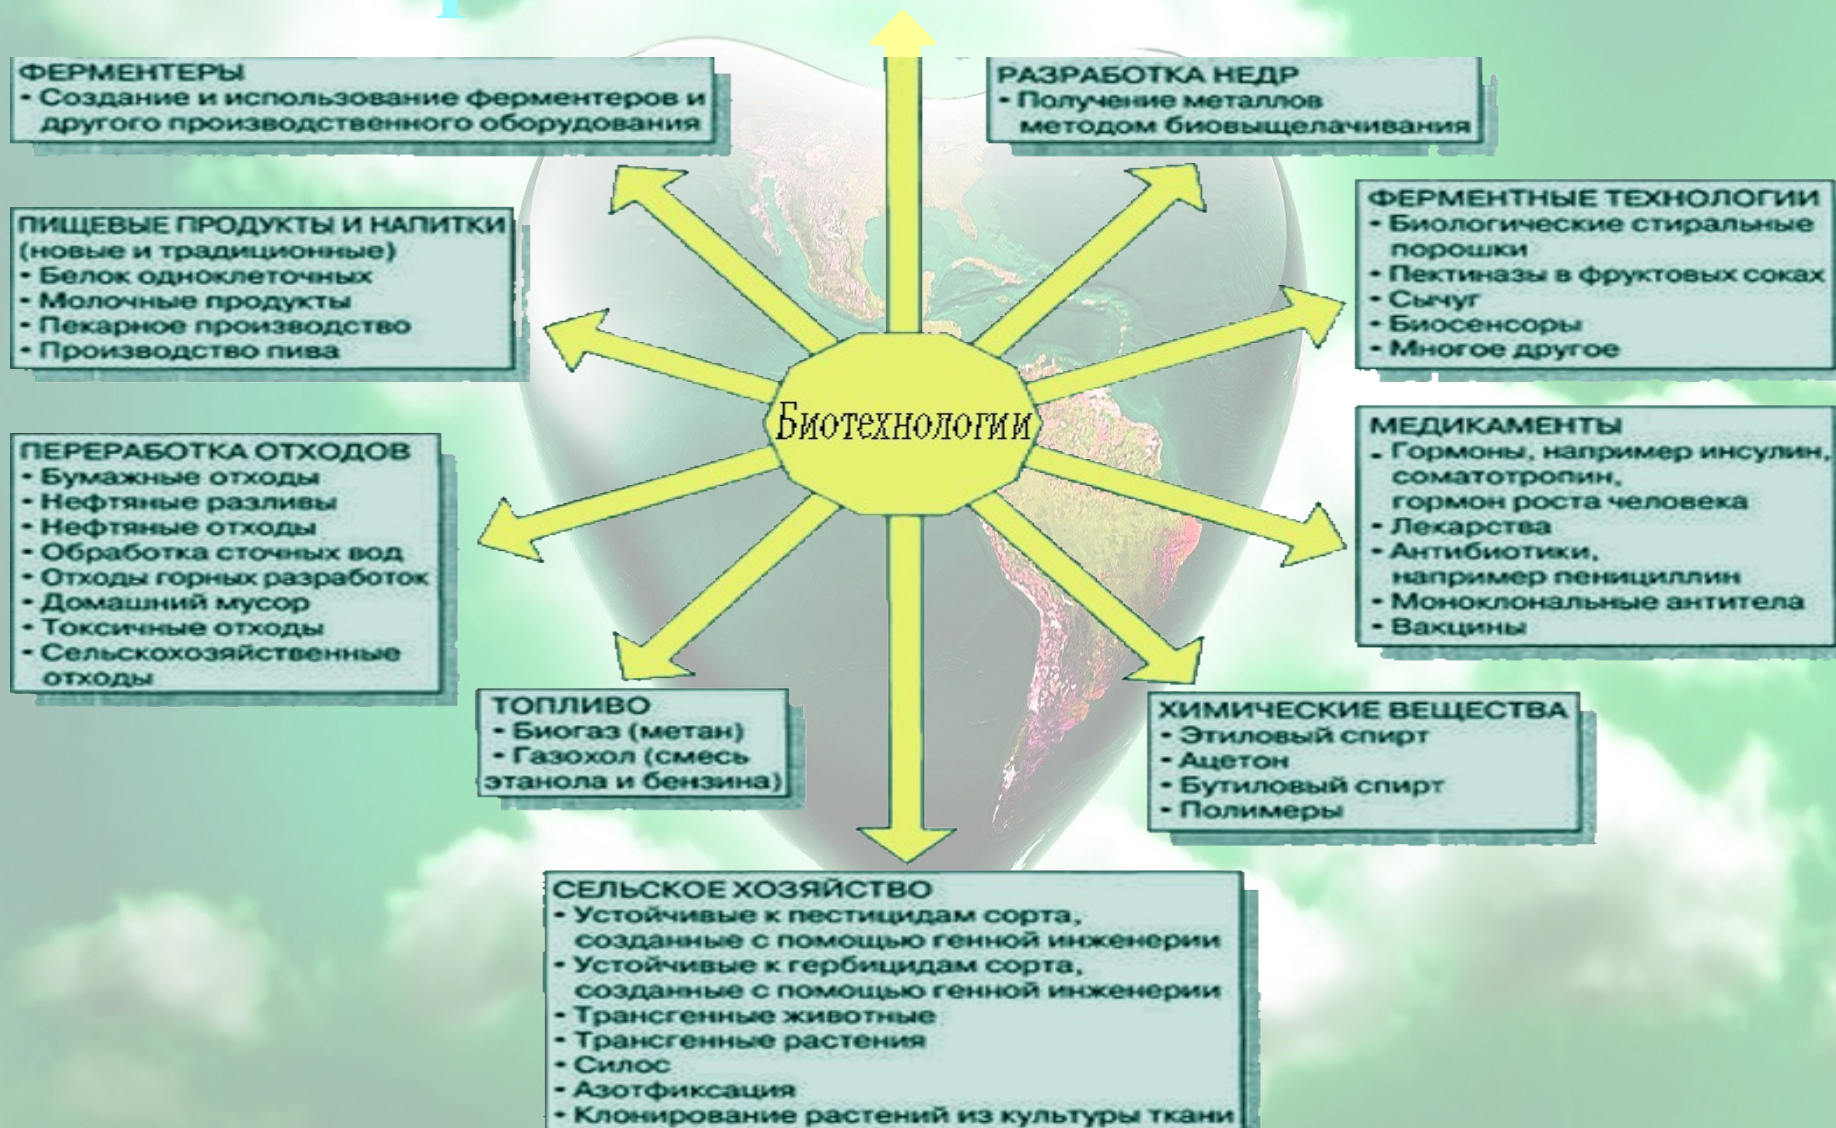 ФЕРМЕНТЕРЫ
• Создание и использование ферментеров и
другого производственного оборудования
РАЗРАБОТКА НЕДР
• Получение металлов
методом биовыщелачивания
ПИЩЕВЫЕ ПРОДУКТЫ И НАПИТКИ
(новые и традиционные)
• Белок одноклеточных
• Молочные продукты
• Пекарное производство
• Производство пива
ФЕРМЕНТНЫЕ ТЕХНОЛОГИИ
• Биологические стиральные
порошки
• Пектиназы в фруктовых соках
• Сычуг
• Биосенсоры
• Многое другое
Биотехнологии
ПЕРЕРАБОТКА ОТХОДОВ
• Бумажные отходы
• Нефтяные разливы
• Нефтяные отходы
• Обработка сточных вод
• Отходы горных разработок
• Домашний мусор
• Токсичные отходы
• Сельскохозяйственные
отходы
МЕДИКАМЕНТЫ
• Гормоны, например инсулин,
соматотропин,
гормон роста человека
• Лекарства
• Антибиотики,
например пенициллин
• Моноклональные антитела
• Вакцины
ТОПЛИВО
• Биогаз (метан)
• Газохол (смесь
этанола и бензина)
ХИМИЧЕСКИЕ ВЕЩЕСТВА
• Этиловый спирт
• Ацетон
• Бутиловый спирт
• Полимеры
СЕЛЬСКОЕ ХОЗЯЙСТВО
• Устойчивые к пестицидам сорта,
созданные с помощью генной инженерии
• Устойчивые к гербицидам сорта,
созданные с помощью генной инженерии
• Трансгенные животные
• Трансгенные растения
• Силос
• Азотфиксация
• Клонирование растений из культуры ткани